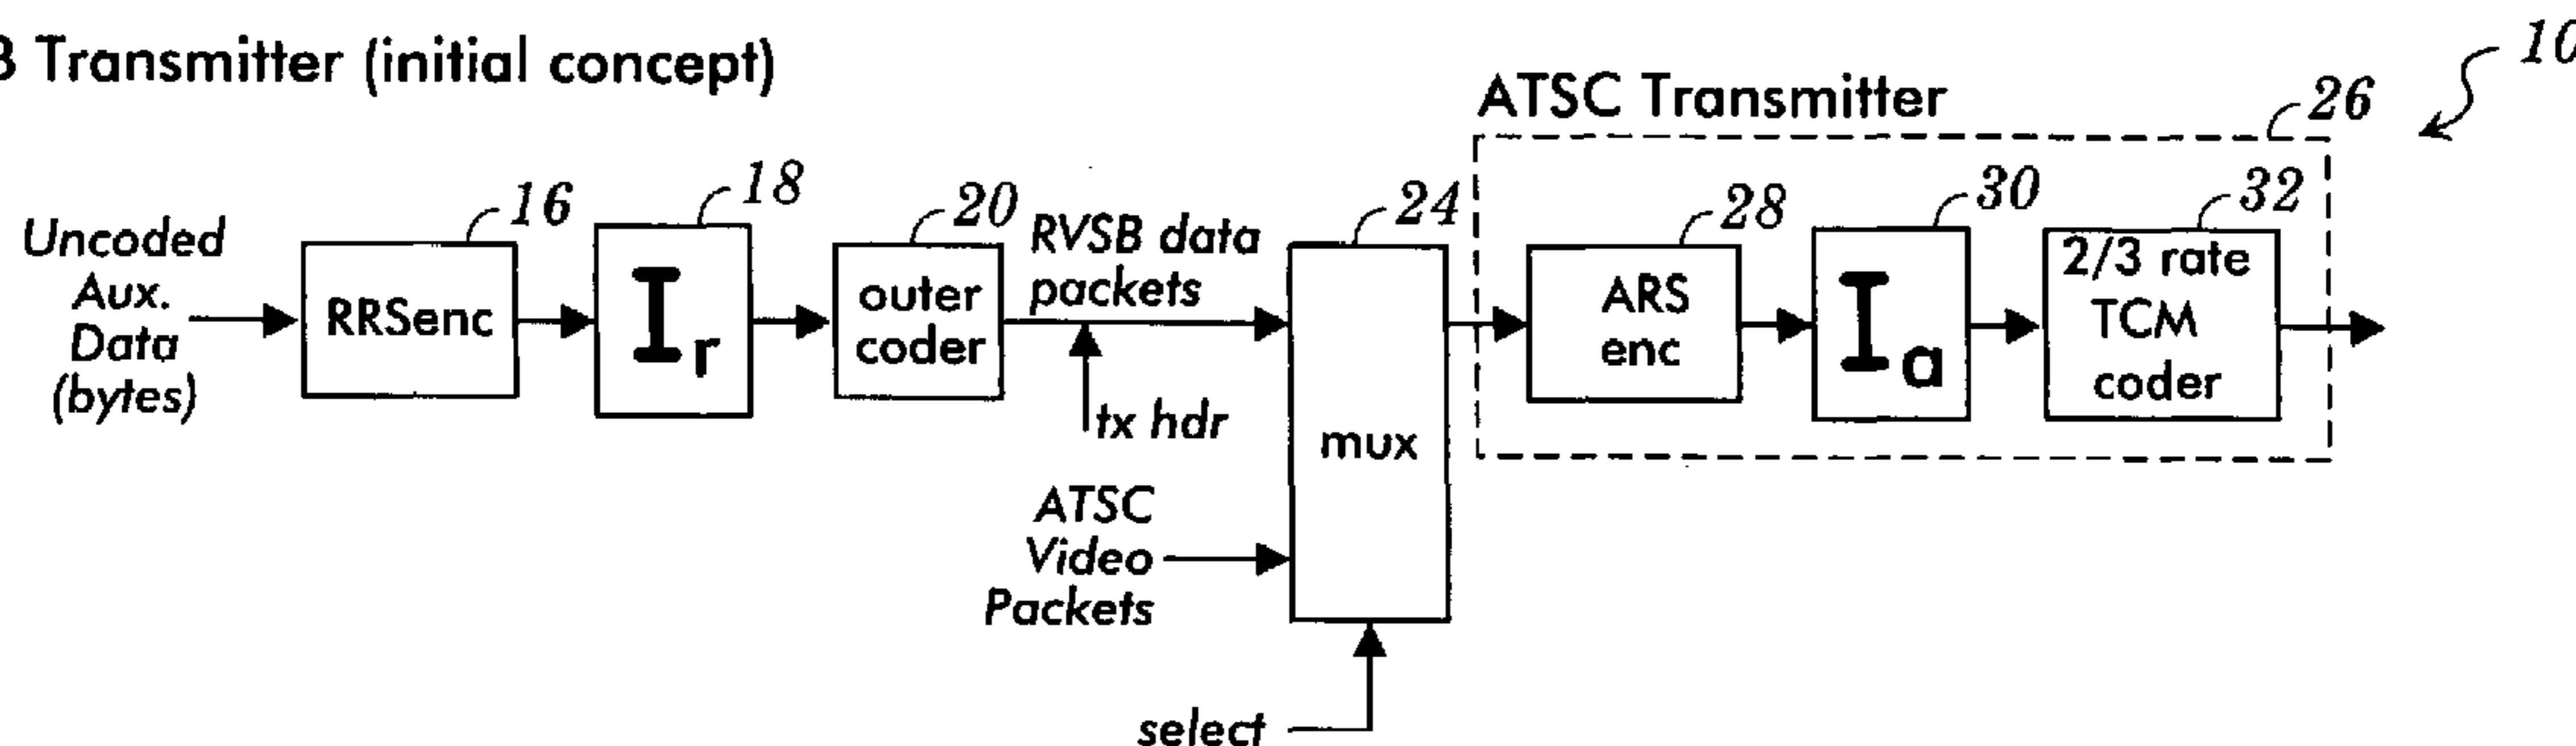 B Transmitter (initial concept)
10
ATSC Transmitter
26
Uncoded
Aux.
Data
(bytes)
16
RRSenc
18
Ir
20
outer
coder
RVSB data
packets
tx hdr
ATSC
Video
Packets
24
mux
select
28
ARS
enc
30
Ia
32
2/3 rate
TCM
coder